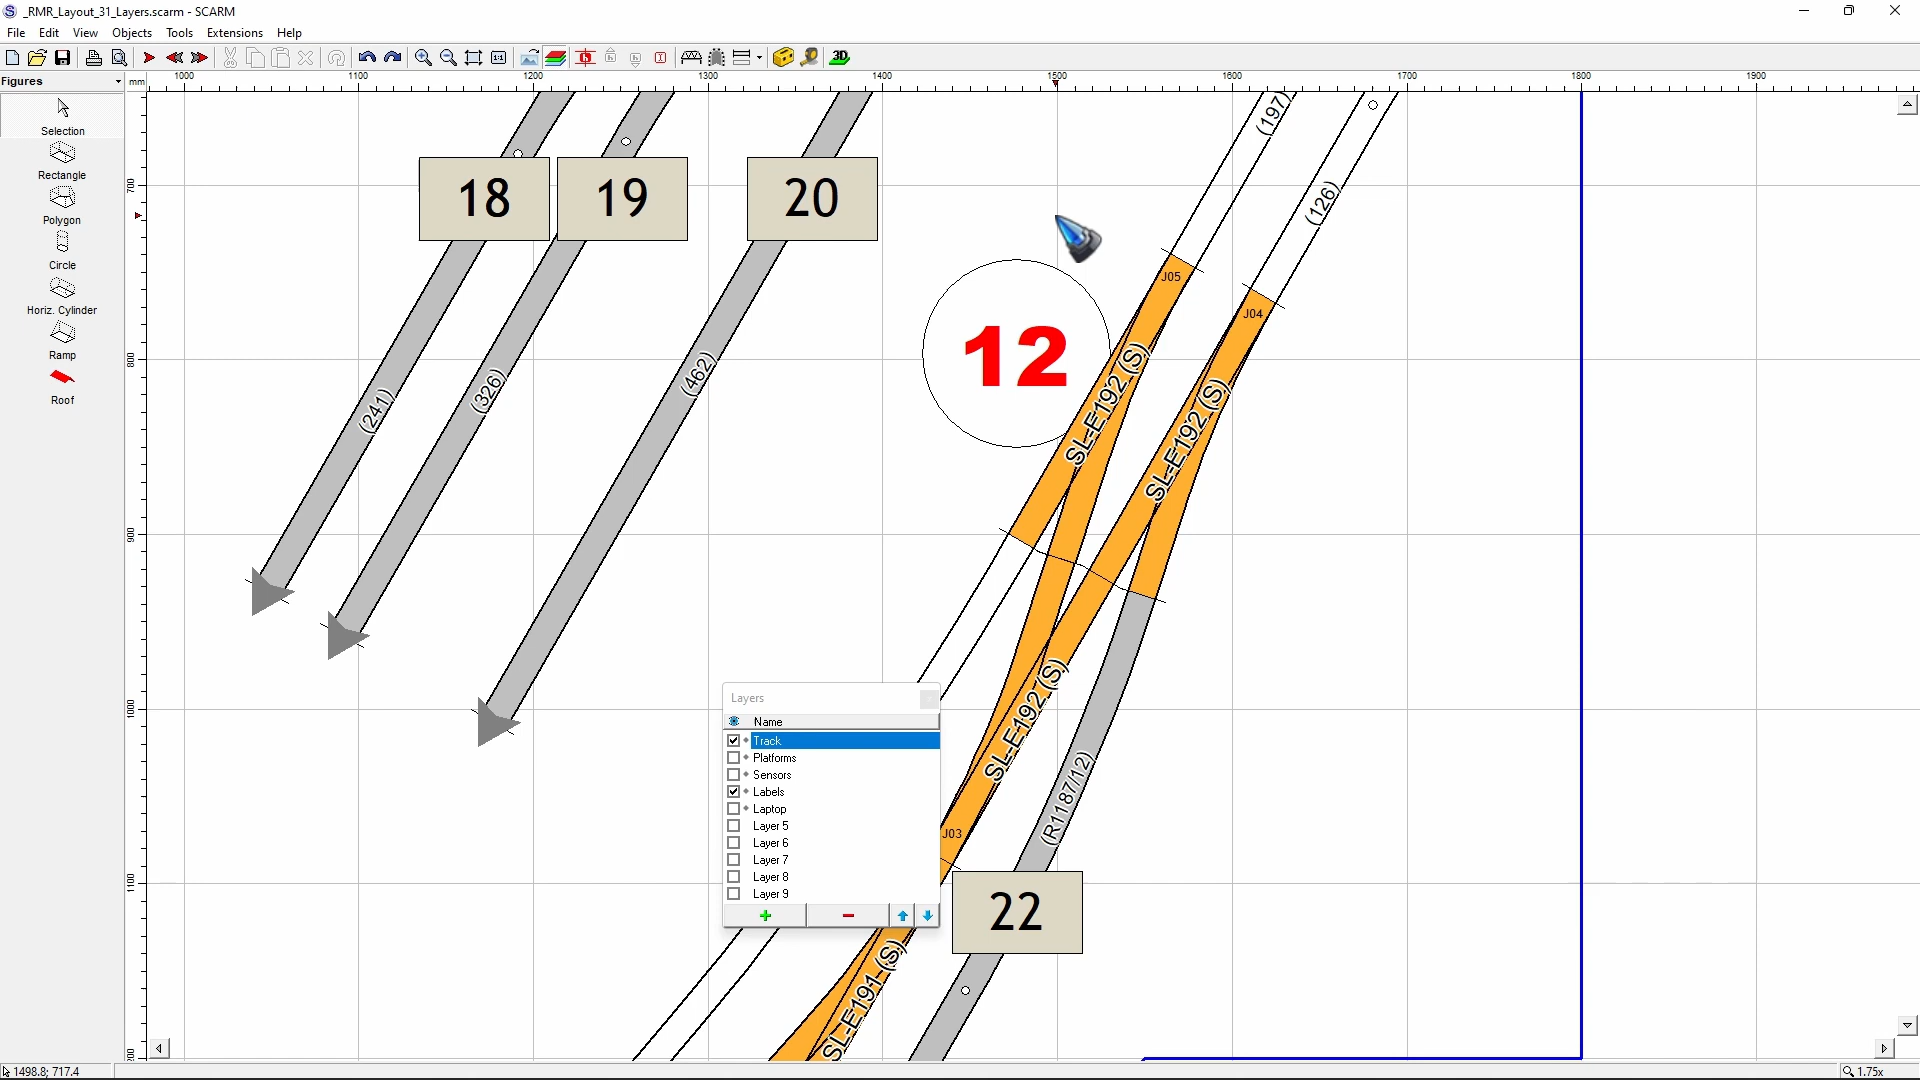 _RMR_Layout_31_Layers.scarm - SCARM
File Edit View Objects Tools Extensions Help
3D
Figures
mm
1000 1100 1200 1300 1400 1500 1600 1700 1800 1900
Selection
Rectangle
Polygon
Circle
Horiz. Cylinder
Ramp
Roof
700
800
900
1000
1100
18 19 20
12
22
(197)
(126)
J05
J04
(241)
(326)
(462)
SL-E192 (S)
SL-E192 (S)
SL-E192 (S)
J03
(R1187/12)
SL-E191-(S)
Layers
Name
Track
Platforms
Sensors
Labels
Laptop
Layer 5
Layer 6
Layer 7
Layer 8
Layer 9
1498.8; 717.4
1.75x